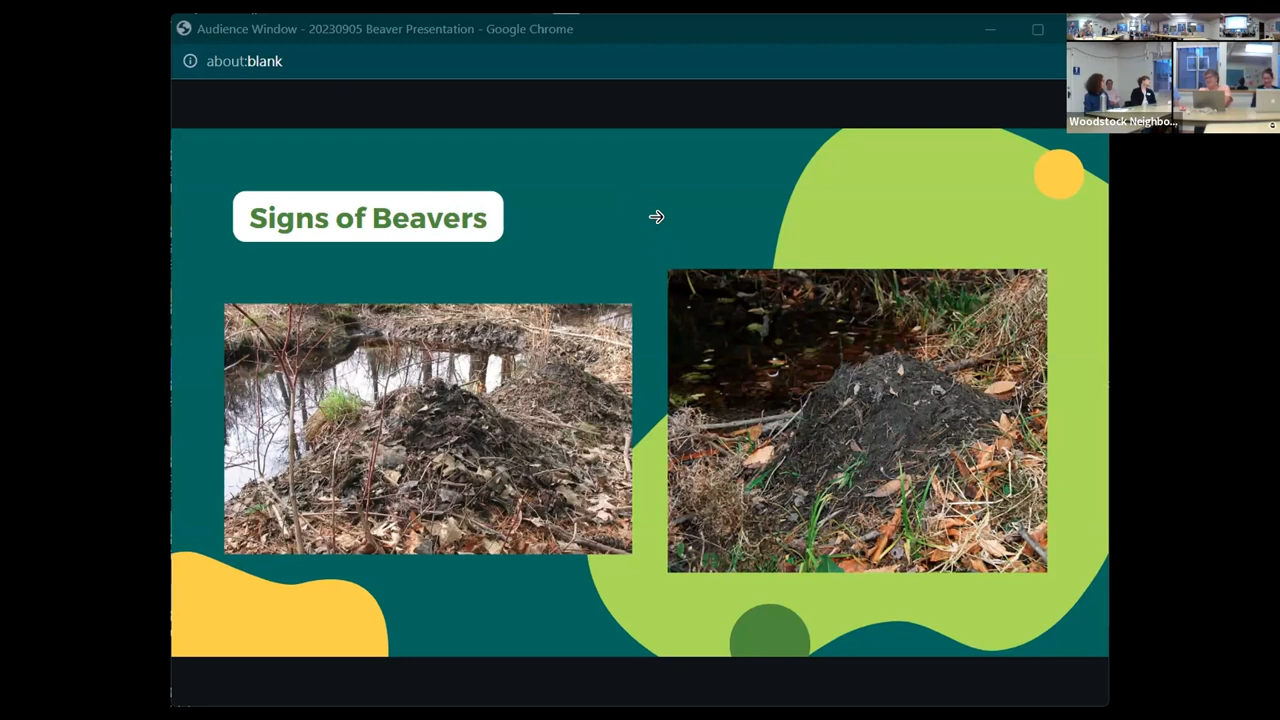 Audience Window - 20230905 Beaver Presentation - Google Chrome
about:blank
Woodstock Neighbo...
Signs of Beavers